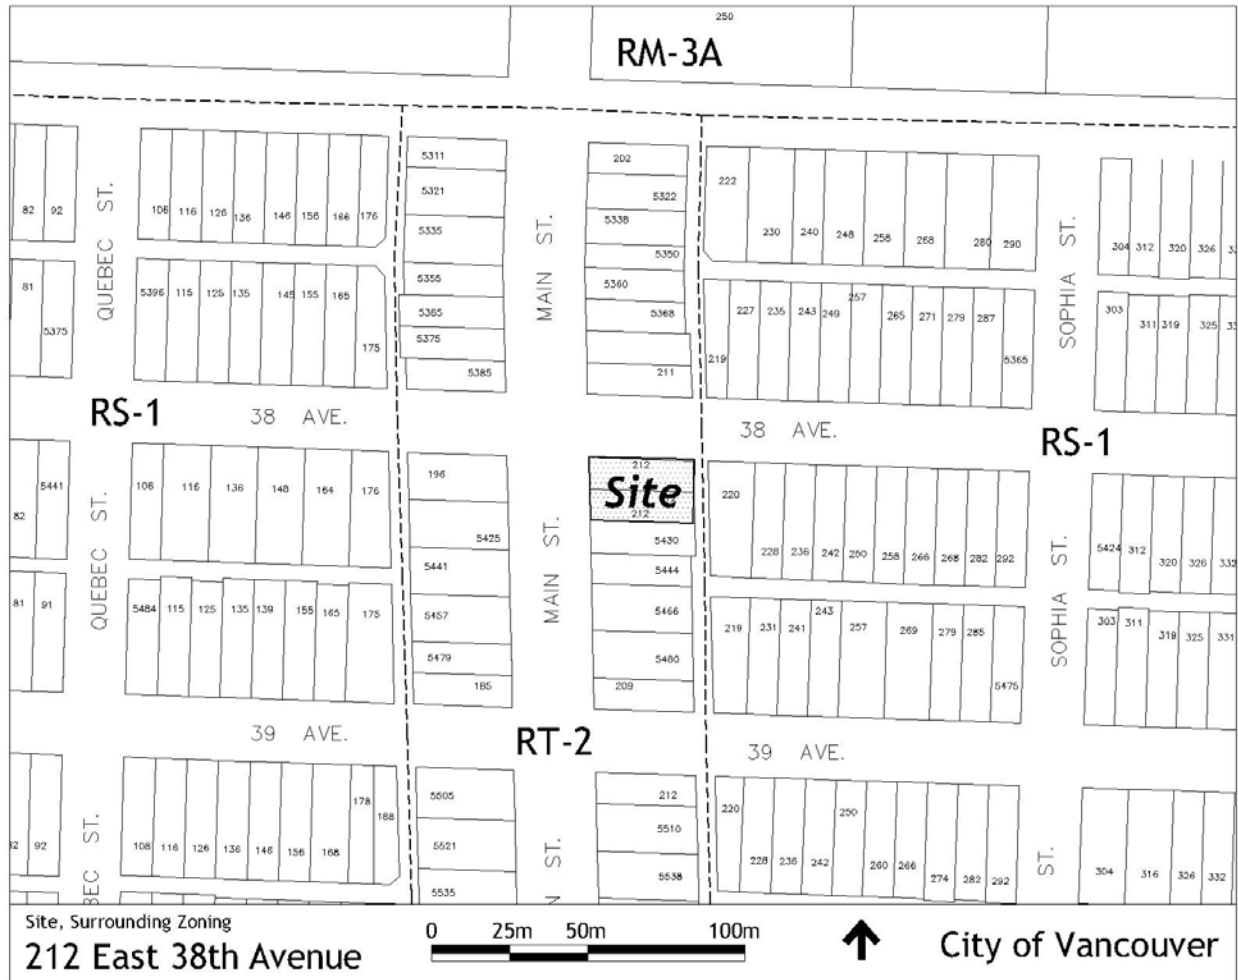 250
RM-3A
5311
202
222
5321
5322
82 92
106 116 126 136 146 156 166 176
5335
5338
230 240 248 258 268 280 290
304 312 320 326
QUEBEC ST.
MAIN ST.
SOPHIA ST.
5350
81
5396 115 125 135 145 155 165
5355
5360
257
5365
5368
227 235 243 249 265 271 279 287
303
311 319 325
5375
5375
175
5385
211
219
5365
RS-1
38 AVE.
38 AVE.
RS-1
196
212
Site
212
5441
106 116 136 148 164 176
220
82
5425
5430
228 236 242 250 258 266 268 282 292
5424 312 320 326 332
QUEBEC ST.
MAIN ST.
SOPHIA ST.
5441
5444
81 91
5484 115 125 135 139 155 165 175
5457
5466
243
219 231 241 257 269 279 285
303 311 319 325 331
5479
5480
185
209
5475
39 AVE.
RT-2
39 AVE.
5505
212
178
188
220
250
5510
92
108 116 126 136 146 156 168
5521
228 236 242 260 266 274 282 292
304 316 326 332
BEC ST.
N ST.
ST.
5535
5538
Site, Surrounding Zoning
212 East 38th Avenue
0 25m 50m 100m
City of Vancouver